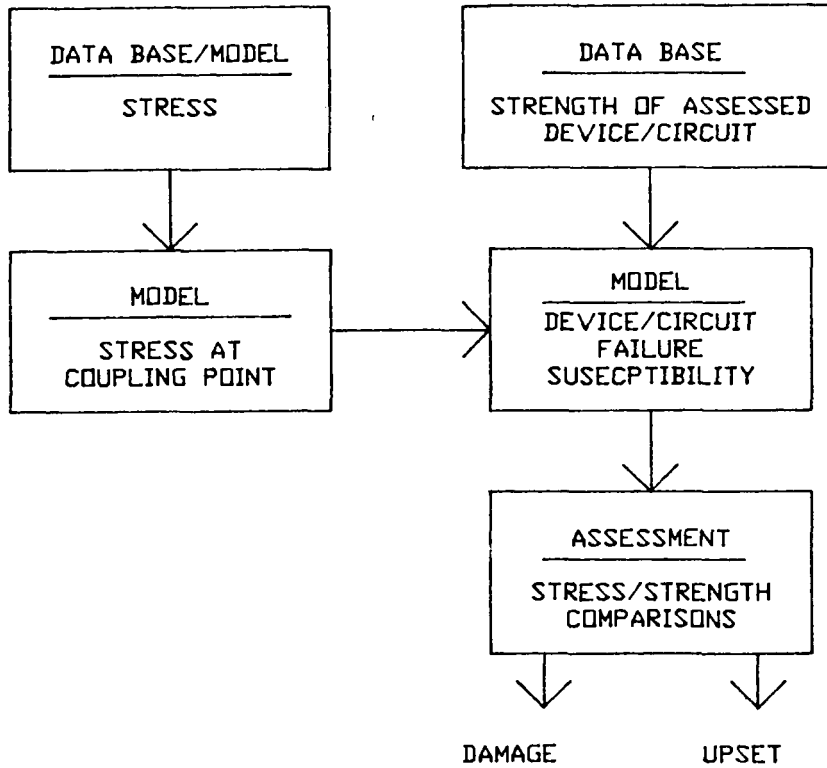 DATA BASE/MODEL
STRESS
DATA BASE
STRENGTH OF ASSESSED
DEVICE/CIRCUIT
MODEL
STRESS AT
COUPLING POINT
MODEL
DEVICE/CIRCUIT
FAILURE
SUSECPTIBILITY
ASSESSMENT
STRESS/STRENGTH
COMPARISONS
DAMAGE
UPSET